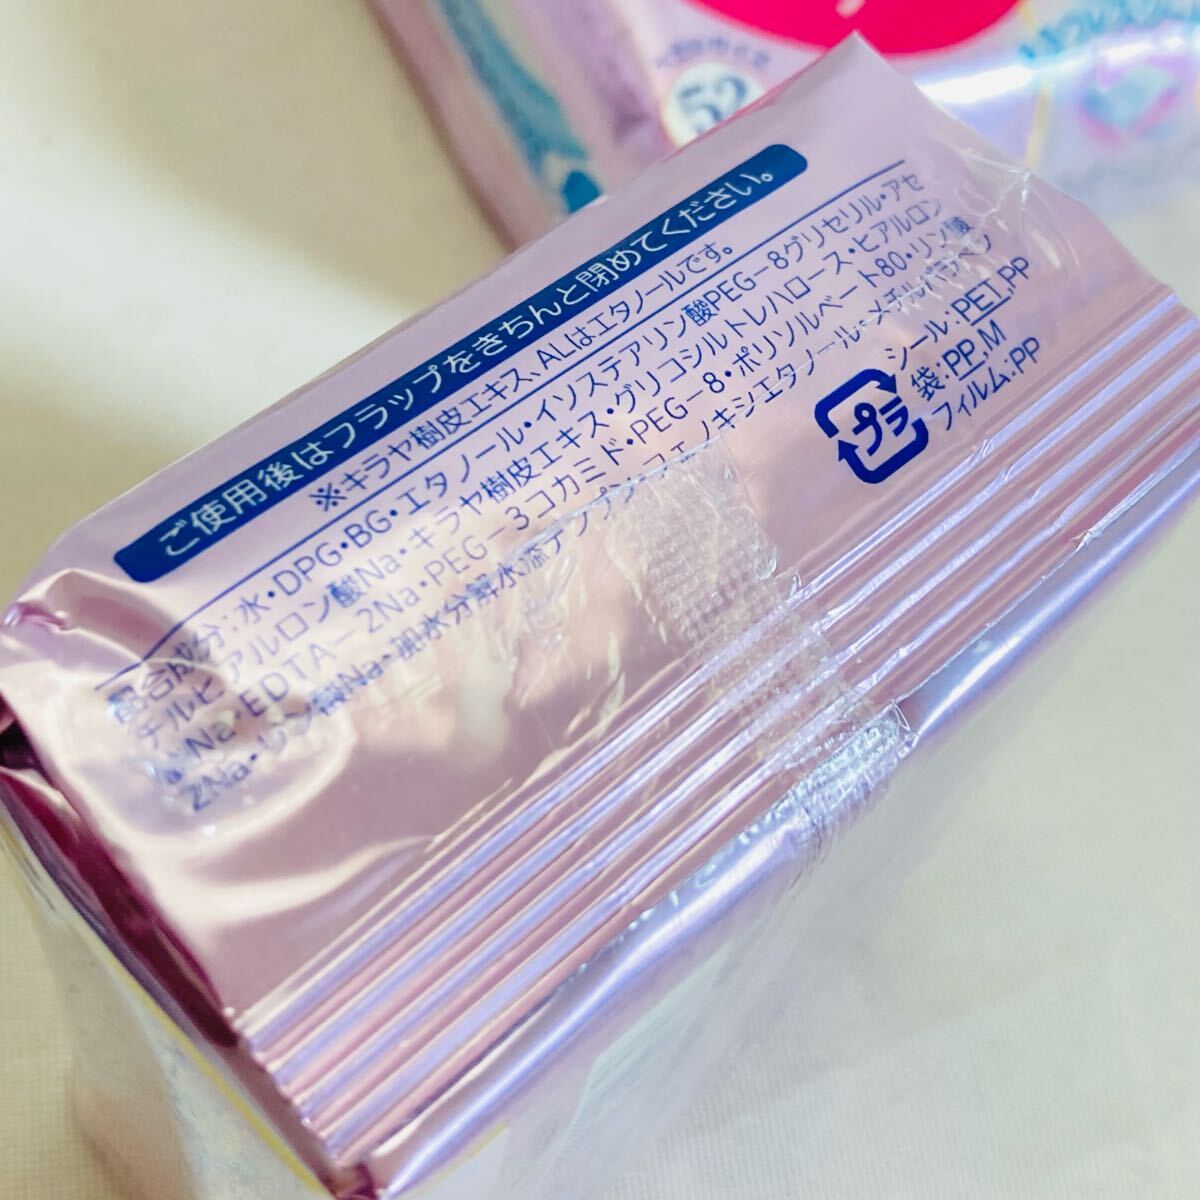 52
ご使用後はフラップをきちんと閉めてください。
※キラヤ樹皮エキス、ALはエタノールです。
配合成分:水・DPG・BG・エタノール・イソステアリン酸PEG−8グリセリル・アセ
チルヒアルロン酸Na・キラヤ樹皮エキス・グリコシルトレハロース・ヒアルロン
酸Na・EDTA−2Na・PEG−3コカミド・PEG−8・ポリソルベート80・リン酸
2Na・リン酸Na・加水分解水添デンプン・フェノキシエタノール・メチルパラベン
プラ
シール:PET,PP
袋:PP,M
フィルム:PP